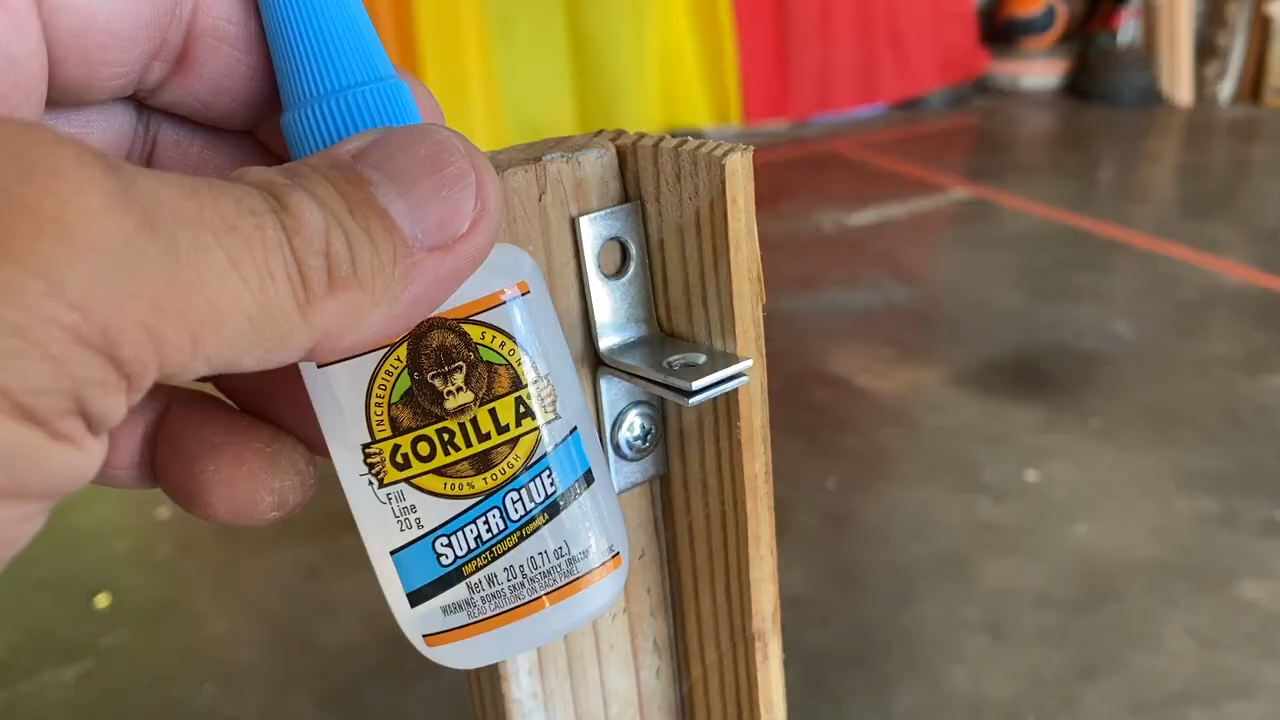 INCREDIBLY STRONG
GORILLA
100% TOUGH
Fill
Line
20 g
SUPER GLUE
IMPACT-TOUGH® FORMULA
Net Wt. 20 g (0.71 oz.)
WARNING: BONDS SKIN INSTANTLY, IRRITANT
READ CAUTIONS ON BACK PANEL